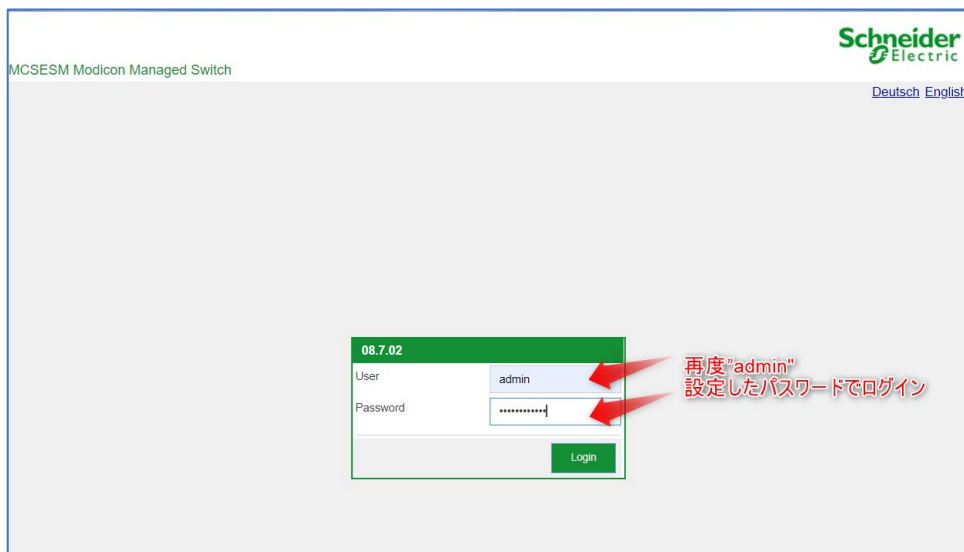 Schneider
Electric
MCSESM Modicon Managed Switch
Deutsch English
08.7.02
User
admin
Password
••••••••••••
Login
再度"admin"
設定したパスワードでログイン